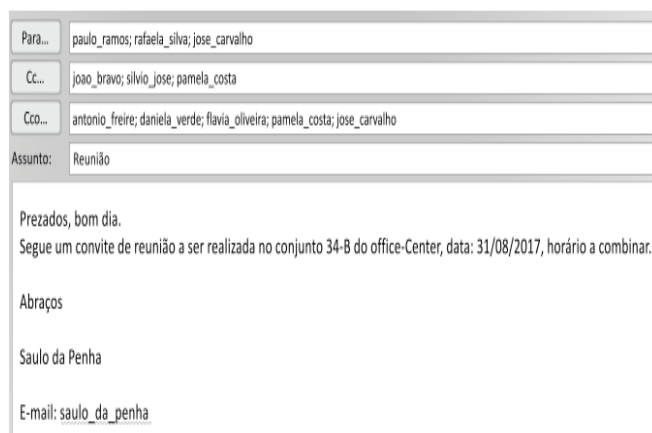 Para... paulo_ramos; rafaela_silva; jose_carvalho
Cc... joao_bravo; silvio_jose; pamela_costa
Cco... antonio_freire; daniela_verde; flavia_oliveira; pamela_costa; jose_carvalho
Assunto: Reunião
Prezados, bom dia.
Segue um convite de reunião a ser realizada no conjunto 34-B do office-Center, data: 31/08/2017, horário a combinar.
Abraços
Saulo da Penha
E-mail: saulo_da_penha